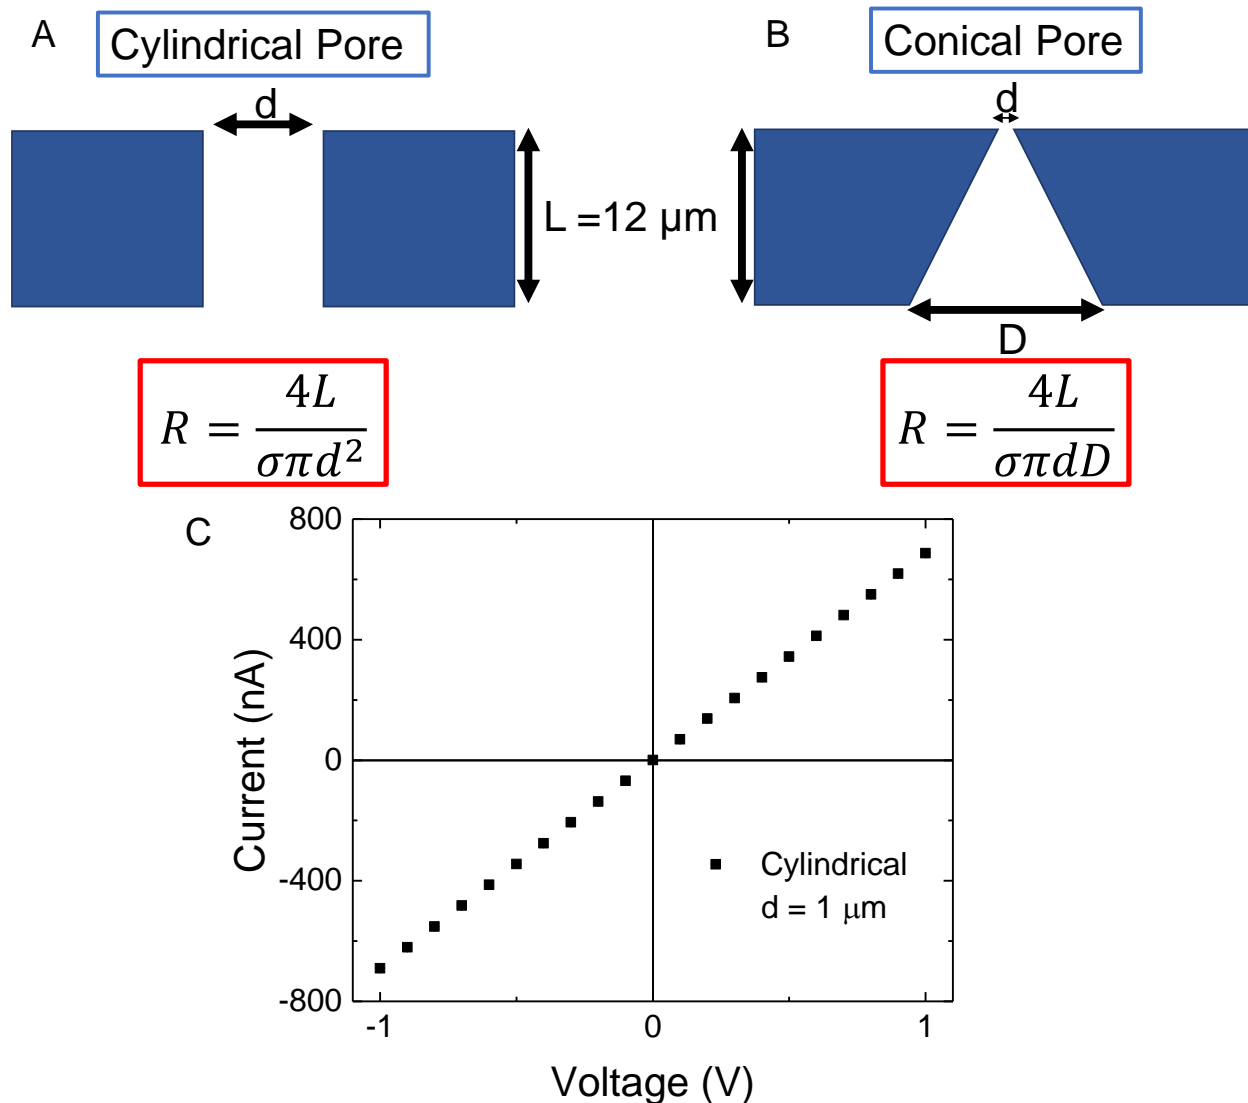 A
Cylindrical Pore
d
B
Conical Pore
d
L =12 μm
D
R = 4L / σπd²
R = 4L / σπdD
C
800
400
0
-400
-800
Current (nA)
Cylindrical
d = 1 μm
-1
0
1
Voltage (V)